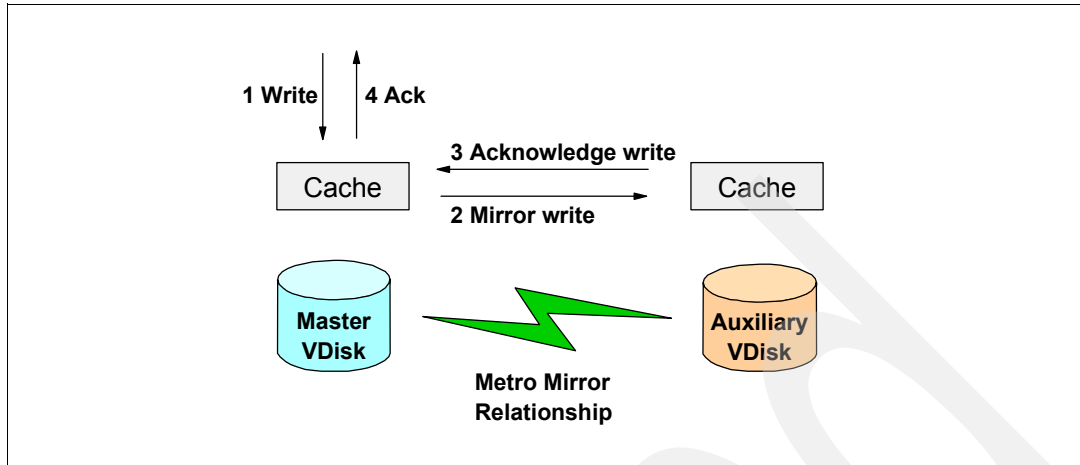 1 Write
4 Ack
3 Acknowledge write
Cache
Cache
2 Mirror write
Master
VDisk
Auxiliary
VDisk
Metro Mirror
Relationship